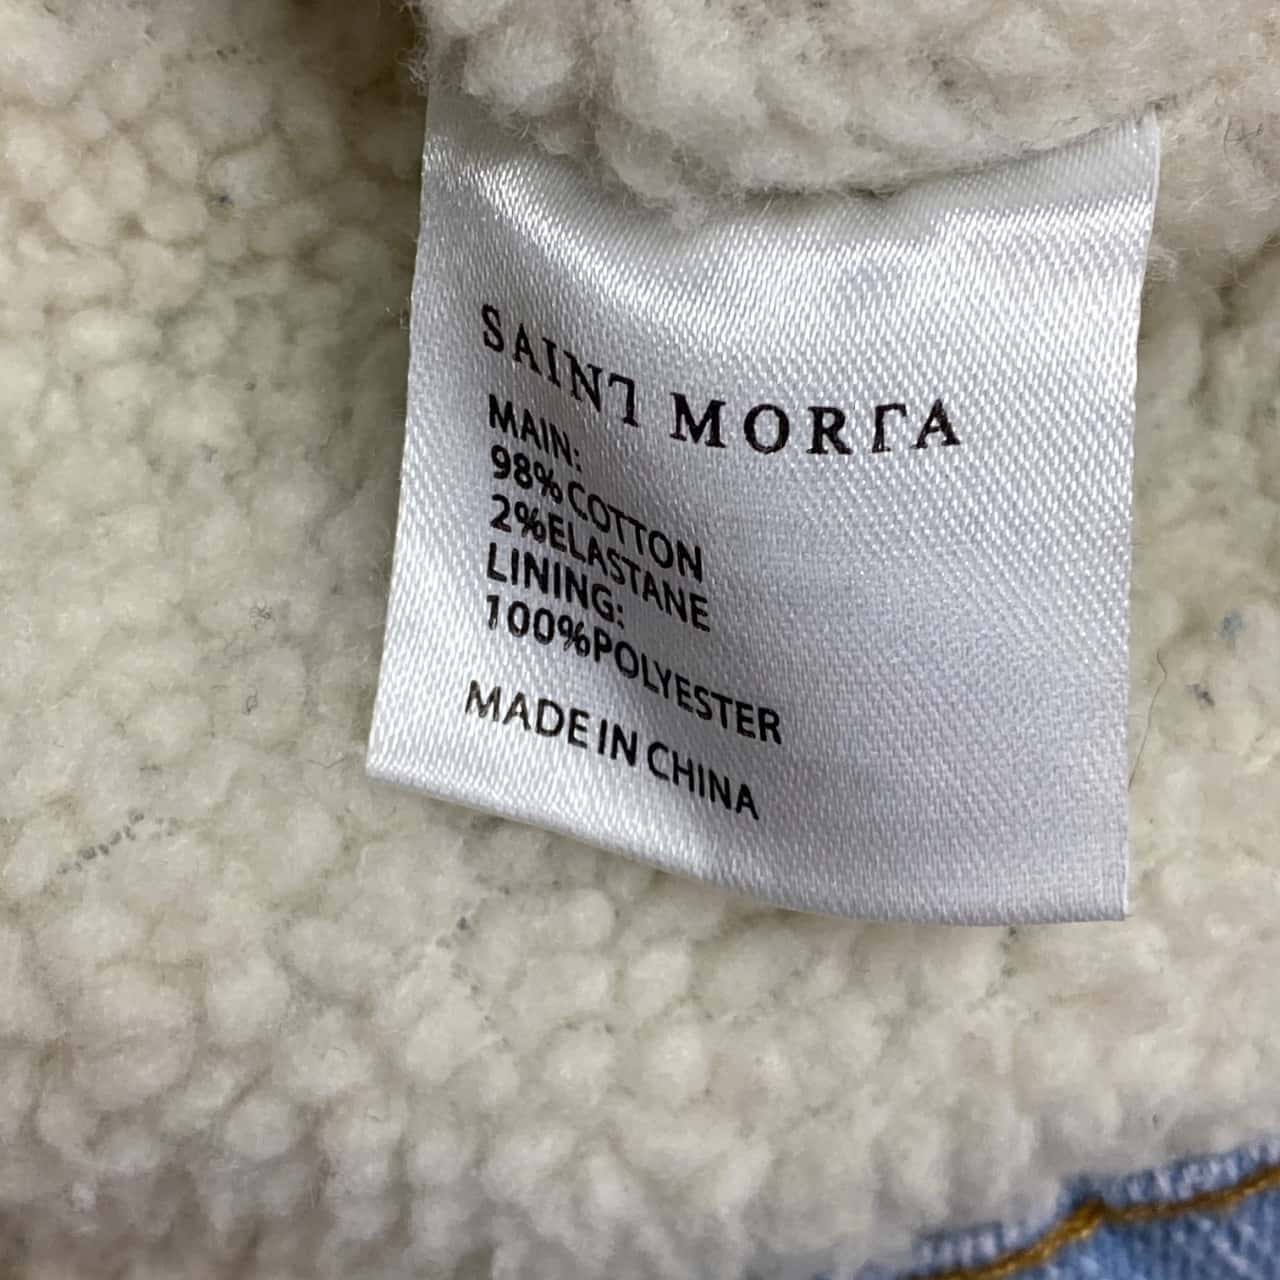 SAINT MORTA
MAIN:
98%COTTON
2%ELASTANE
LINING:
100%POLYESTER
MADE IN CHINA